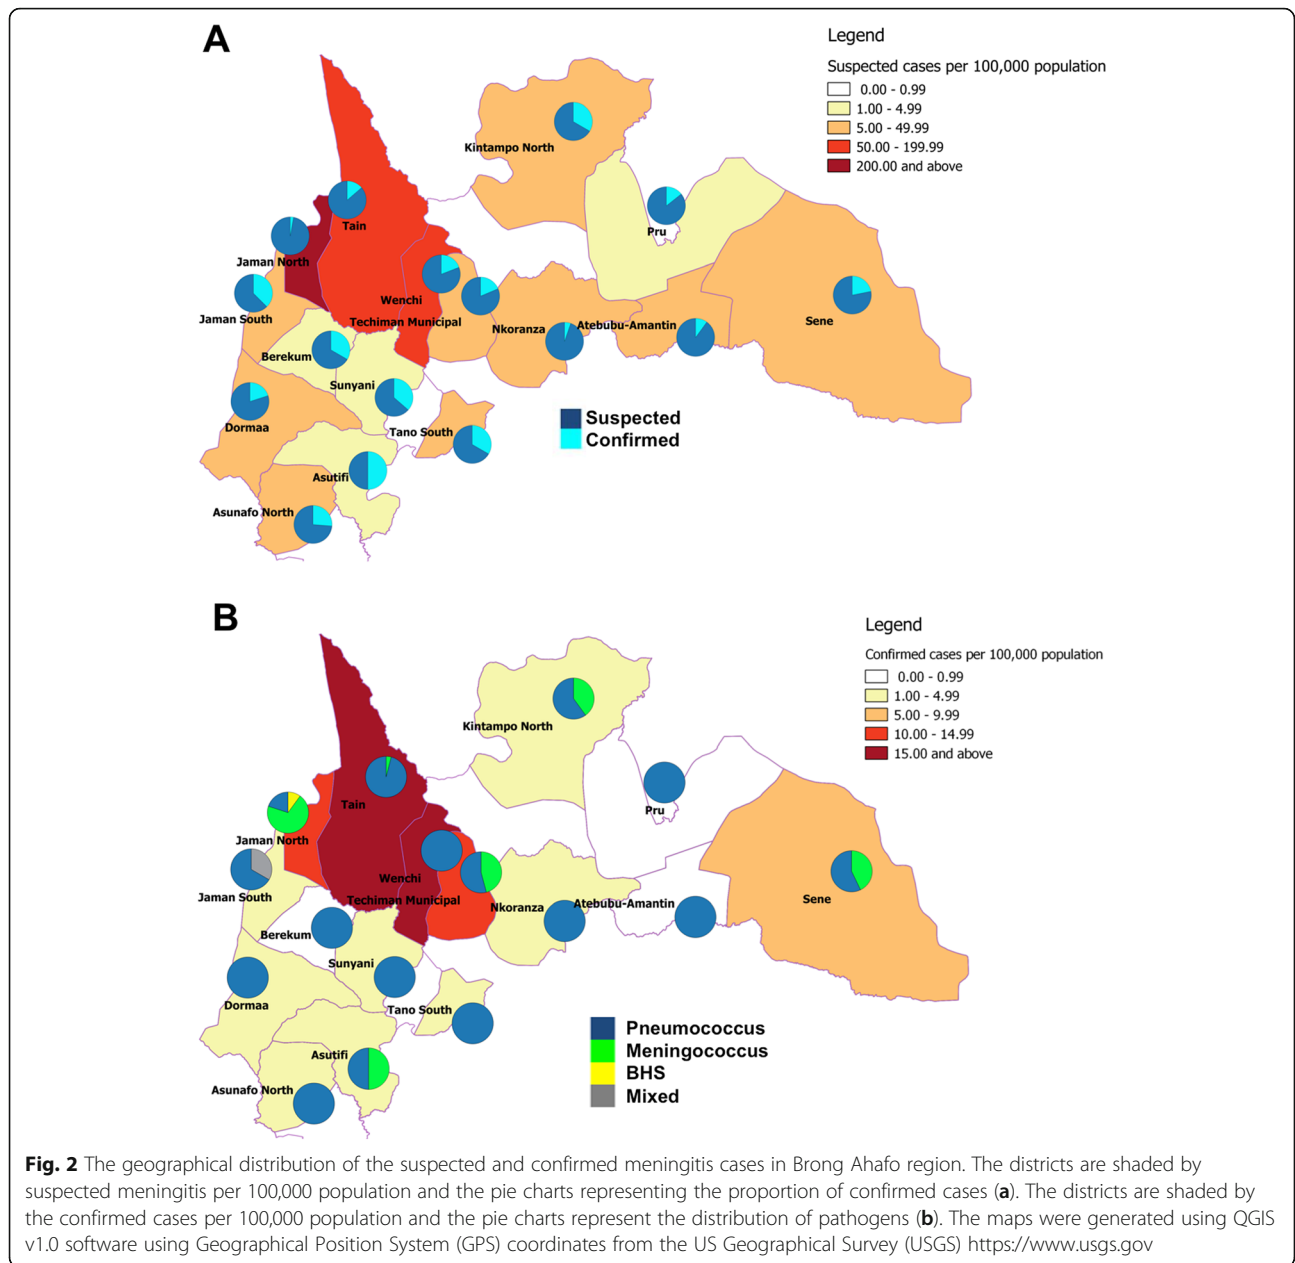 A
Legend
Suspected cases per 100,000 population
0.00 - 0.99
1.00 - 4.99
5.00 - 49.99
50.00 - 199.99
200.00 and above
Kintampo North
Tain
Pru
Jaman North
Wenchi
Jaman South
Techiman Municipal
Nkoranza
Atebubu-Amantin
Sene
Berekum
Sunyani
Dormaa
Tano South
Suspected
Confirmed
Asutifi
Asunafo North
B
Legend
Confirmed cases per 100,000 population
0.00 - 0.99
1.00 - 4.99
5.00 - 9.99
10.00 - 14.99
15.00 and above
Kintampo North
Tain
Pru
Jaman North
Wenchi
Jaman South
Techiman Municipal
Nkoranza
Atebubu-Amantin
Sene
Berekum
Sunyani
Dormaa
Tano South
Pneumococcus
Meningococcus
BHS
Mixed
Asutifi
Asunafo North
Fig. 2 The geographical distribution of the suspected and confirmed meningitis cases in Brong Ahafo region. The districts are shaded by
suspected meningitis per 100,000 population and the pie charts representing the proportion of confirmed cases (a). The districts are shaded by
the confirmed cases per 100,000 population and the pie charts represent the distribution of pathogens (b). The maps were generated using QGIS
v1.0 software using Geographical Position System (GPS) coordinates from the US Geographical Survey (USGS) https://www.usgs.gov